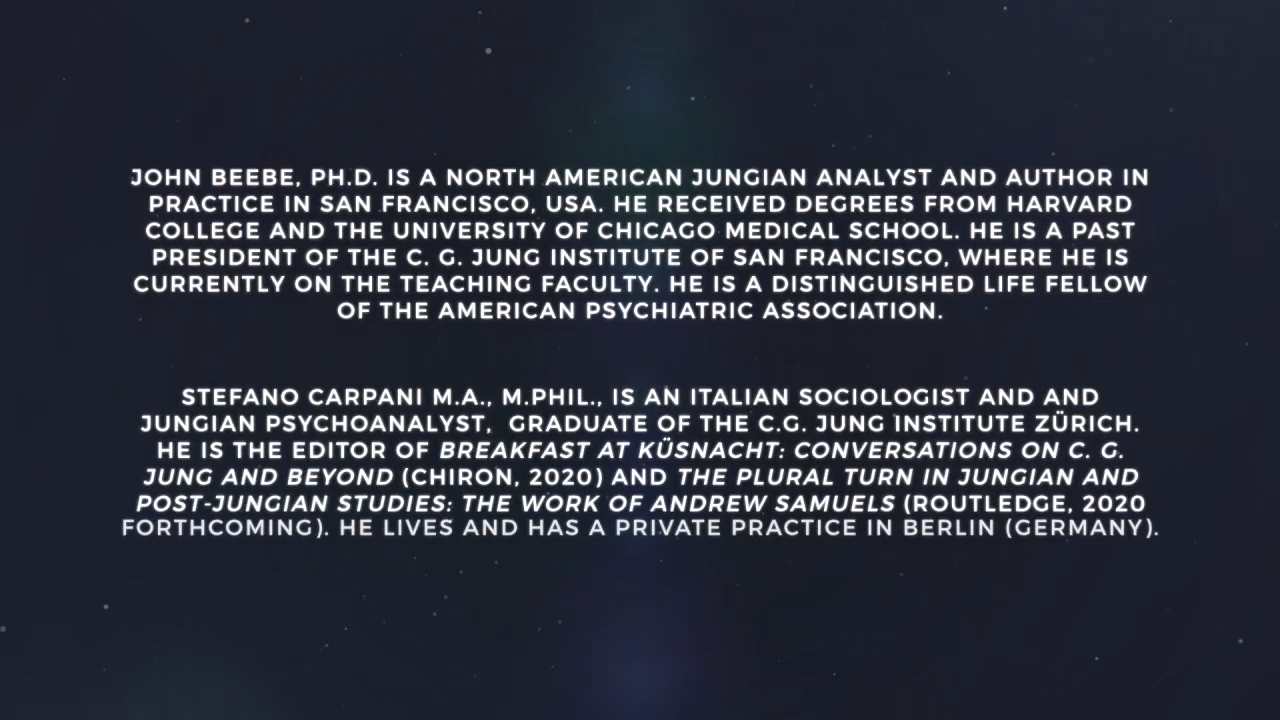 JOHN BEEBE, PH.D. IS A NORTH AMERICAN JUNGIAN ANALYST AND AUTHOR IN
PRACTICE IN SAN FRANCISCO, USA. HE RECEIVED DEGREES FROM HARVARD
COLLEGE AND THE UNIVERSITY OF CHICAGO MEDICAL SCHOOL. HE IS A PAST
PRESIDENT OF THE C. G. JUNG INSTITUTE OF SAN FRANCISCO, WHERE HE IS
CURRENTLY ON THE TEACHING FACULTY. HE IS A DISTINGUISHED LIFE FELLOW
OF THE AMERICAN PSYCHIATRIC ASSOCIATION.
STEFANO CARPANI M.A., M.PHIL., IS AN ITALIAN SOCIOLOGIST AND AND
JUNGIAN PSYCHOANALYST,  GRADUATE OF THE C.G. JUNG INSTITUTE ZÜRICH.
HE IS THE EDITOR OF BREAKFAST AT KÜSNACHT: CONVERSATIONS ON C. G.
JUNG AND BEYOND (CHIRON, 2020) AND THE PLURAL TURN IN JUNGIAN AND
POST-JUNGIAN STUDIES: THE WORK OF ANDREW SAMUELS (ROUTLEDGE, 2020
FORTHCOMING). HE LIVES AND HAS A PRIVATE PRACTICE IN BERLIN (GERMANY).